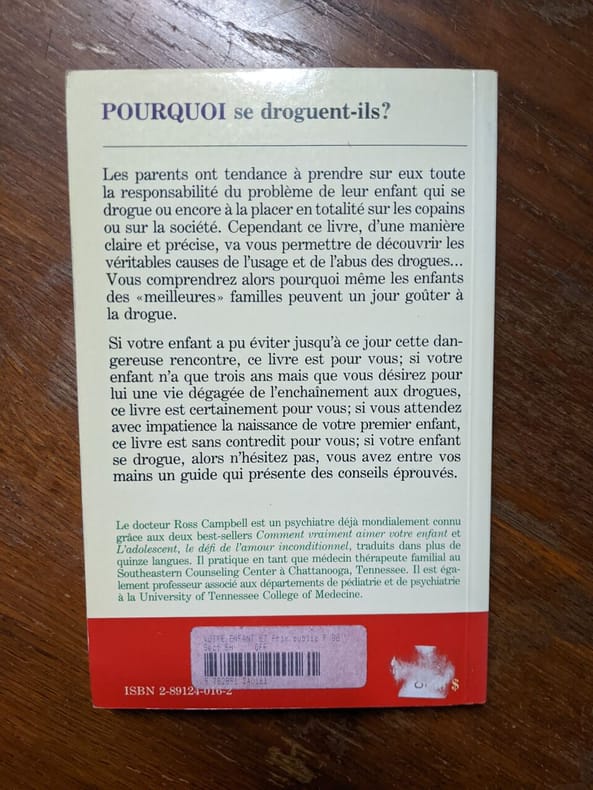 POURQUOI se droguent-ils?
Les parents ont tendance à prendre sur eux toute
la responsabilité du problème de leur enfant qui se
drogue ou encore à la placer en totalité sur les copains
ou sur la société. Cependant ce livre, d'une manière
claire et précise, va vous permettre de découvrir les
véritables causes de l'usage et de l'abus des drogues...
Vous comprendrez alors pourquoi même les enfants
des «meilleures» familles peuvent un jour goûter à
la drogue.
Si votre enfant a pu éviter jusqu'à ce jour cette dan-
gereuse rencontre, ce livre est pour vous; si votre
enfant n'a que trois ans mais que vous désirez pour
lui une vie dégagée de l'enchaînement aux drogues,
ce livre est certainement pour vous; si vous attendez
avec impatience la naissance de votre premier enfant,
ce livre est sans contredit pour vous; si votre enfant
se drogue, alors n'hésitez pas, vous avez entre vos
mains un guide qui présente des conseils éprouvés.
Le docteur Ross Campbell est un psychiatre déjà mondialement connu
grâce aux deux best-sellers Comment vraiment aimer votre enfant et
L'adolescent, le défi de l'amour inconditionnel, traduits dans plus de
quinze langues. Il pratique en tant que médecin thérapeute familial au
Southeastern Counseling Center à Chattanooga, Tennessee. Il est éga-
lement professeur associé aux départements de pédiatrie et de psychiatrie
à la University of Tennessee College of Medecine.
VOTRE ENFANT ET Prix public
ISBN 2-89124-016-2
$